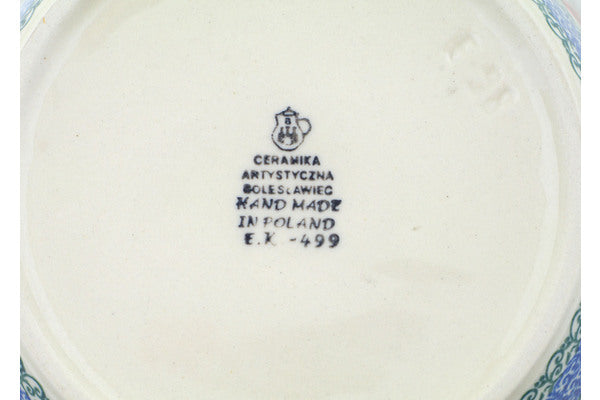 B
CERAMIKA
ARTYSTYCZNA
BOLESŁAWIEC
HAND MADE
IN POLAND
E.K -499